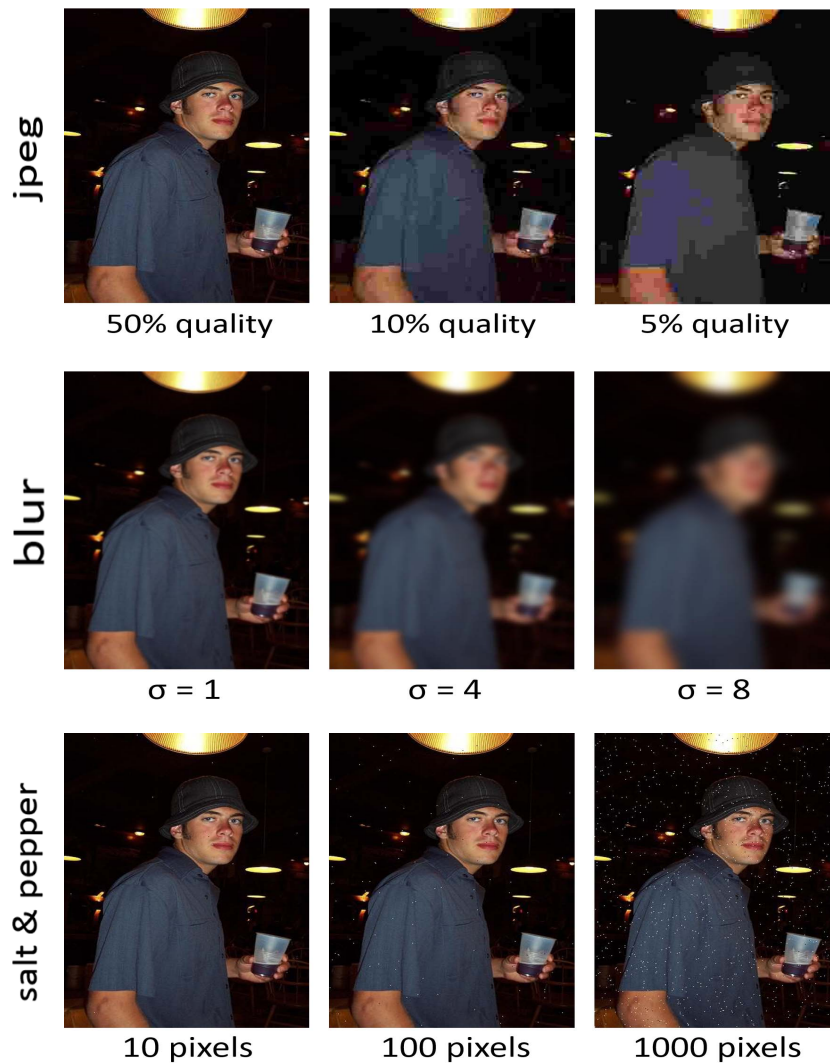 jpeg
50% quality
10% quality
5% quality
blur
σ = 1
σ = 4
σ = 8
salt & pepper
10 pixels
100 pixels
1000 pixels